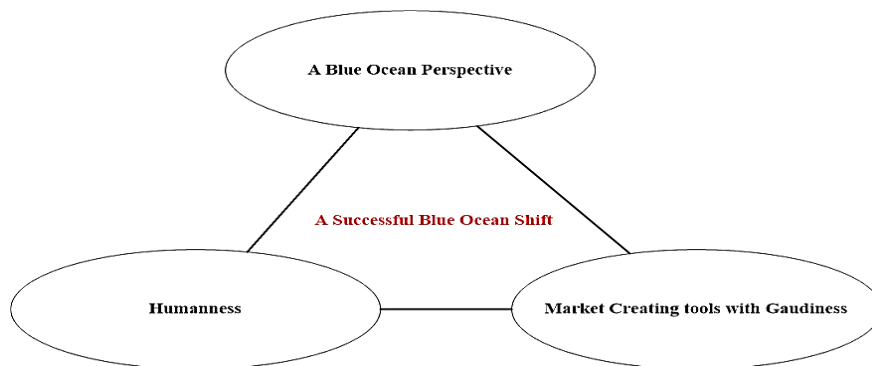 A Blue Ocean Perspective
A Successful Blue Ocean Shift
Humanness
Market Creating tools with Gaudiness